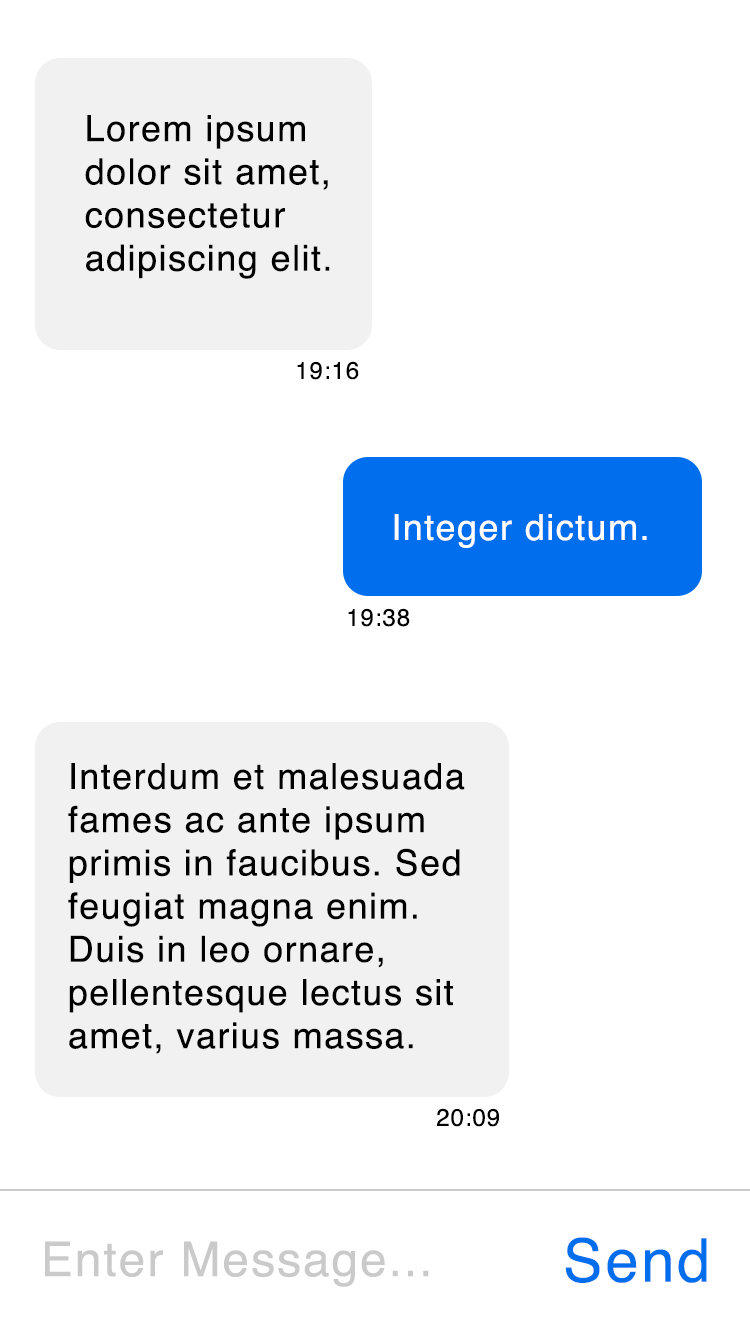 Lorem ipsum
dolor sit amet,
consectetur
adipiscing elit.
19:16
Integer dictum.
19:38
Interdum et malesuada
fames ac ante ipsum
primis in faucibus. Sed
feugiat magna enim.
Duis in leo ornare,
pellentesque lectus sit
amet, varius massa.
20:09
Enter Message... Send